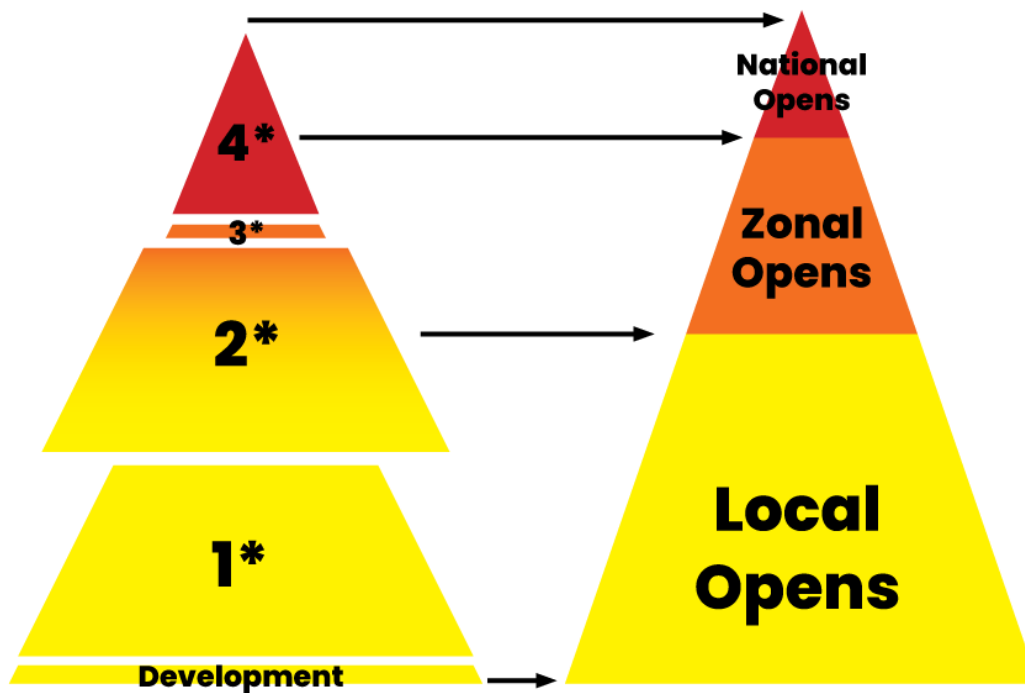 4*
3*
2*
1*
Development
National
Opens
Zonal
Opens
Local
Opens